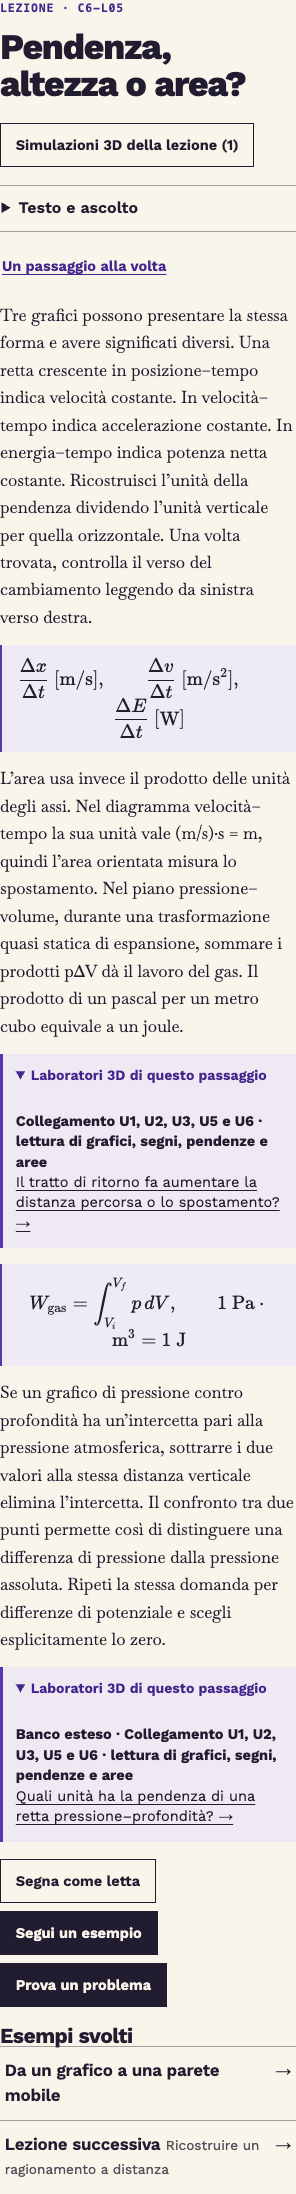 LEZIONE · C6–L05
Pendenza,
altezza o area?
Simulazioni 3D della lezione (1)
▶ Testo e ascolto
Un passaggio alla volta
Tre grafici possono presentare la stessa
forma e avere significati diversi. Una
retta crescente in posizione–tempo
indica velocità costante. In velocità–
tempo indica accelerazione costante. In
energia–tempo indica potenza netta
costante. Ricostruisci l’unità della
pendenza dividendo l’unità verticale
per quella orizzontale. Una volta
trovata, controlla il verso del
cambiamento leggendo da sinistra
verso destra.
Δx/Δt [m/s], Δv/Δt [m/s²],
ΔE/Δt [W]
L’area usa invece il prodotto delle unità
degli assi. Nel diagramma velocità–
tempo la sua unità vale (m/s)·s = m,
quindi l’area orientata misura lo
spostamento. Nel piano pressione–
volume, durante una trasformazione
quasi statica di espansione, sommare i
prodotti pΔV dà il lavoro del gas. Il
prodotto di un pascal per un metro
cubo equivale a un joule.
▼ Laboratori 3D di questo passaggio
Collegamento U1, U2, U3, U5 e U6 ·
lettura di grafici, segni, pendenze e
aree
Il tratto di ritorno fa aumentare la
distanza percorsa o lo spostamento?
→
W_gas = ∫_{V_i}^{V_f} p dV, 1 Pa ·
m³ = 1 J
Se un grafico di pressione contro
profondità ha un’intercetta pari alla
pressione atmosferica, sottrarre i due
valori alla stessa distanza verticale
elimina l’intercetta. Il confronto tra due
punti permette così di distinguere una
differenza di pressione dalla pressione
assoluta. Ripeti la stessa domanda per
differenze di potenziale e scegli
esplicitamente lo zero.
▼ Laboratori 3D di questo passaggio
Banco esteso · Collegamento U1, U2,
U3, U5 e U6 · lettura di grafici, segni,
pendenze e aree
Quali unità ha la pendenza di una
retta pressione–profondità? →
Segna come letta
Segui un esempio
Prova un problema
Esempi svolti
Da un grafico a una parete →
mobile
Lezione successiva Ricostruire un →
ragionamento a distanza